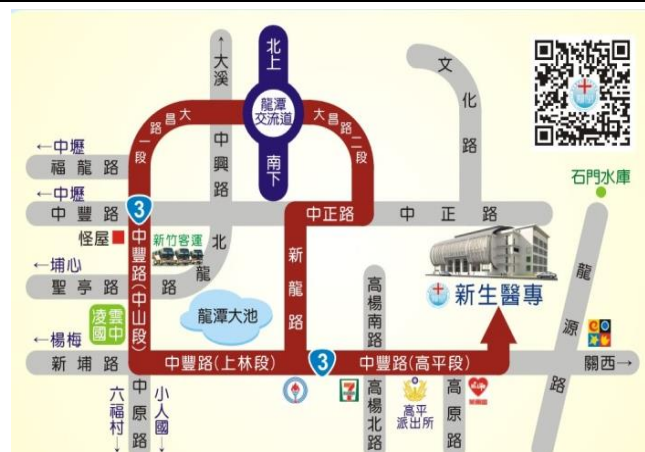 北上
龍潭
交流道
南下
←大溪
中興路
大昌路一段
大昌路二段
文化路
石門水庫
←中壢
福龍路
←中壢
中豐路
3
中正路
中正路
怪屋
新竹客運
北龍路
←埔心
聖亭路
中豐路(中山段)
新龍路
龍潭大池
凌雲
國中
高楊南路
新生醫專
龍源路
←楊梅
新埔路
中豐路(上林段)
3
中豐路(高平段)
關西→
六福村↓
中原路
小人國↓
7
ELEVEN
高楊北路
高平
派出所
高原路